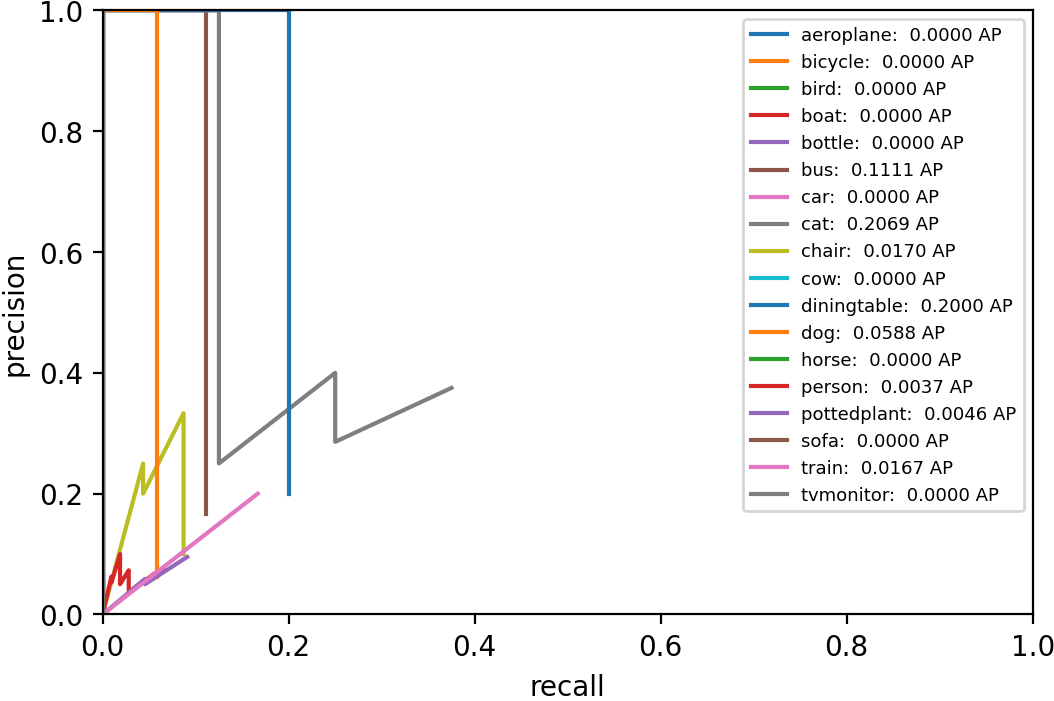 1.0
0.8
0.6
0.4
0.2
0.0
precision
0.0 0.2 0.4 0.6 0.8 1.0
recall
aeroplane: 0.0000 AP
bicycle: 0.0000 AP
bird: 0.0000 AP
boat: 0.0000 AP
bottle: 0.0000 AP
bus: 0.1111 AP
car: 0.0000 AP
cat: 0.2069 AP
chair: 0.0170 AP
cow: 0.0000 AP
diningtable: 0.2000 AP
dog: 0.0588 AP
horse: 0.0000 AP
person: 0.0037 AP
pottedplant: 0.0046 AP
sofa: 0.0000 AP
train: 0.0167 AP
tvmonitor: 0.0000 AP